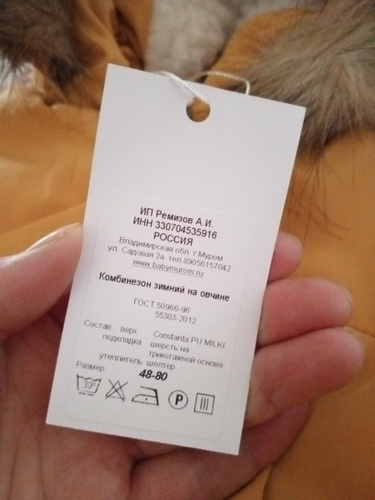 ИП Ремизов А.И.
ИНН 330704535916
РОССИЯ
Владимирская обл. г.Муром
ул. Садовая 2а тел.89056157042
www.babymurom.ru
Комбинезон зимний на овчине
ГОСТ 50966-96
55303-2012
Состав верх Constanta PU MILKI
подкладка шерсть на
трикотажной основе
утеплитель шелтер
Размер 48-80
30°
P